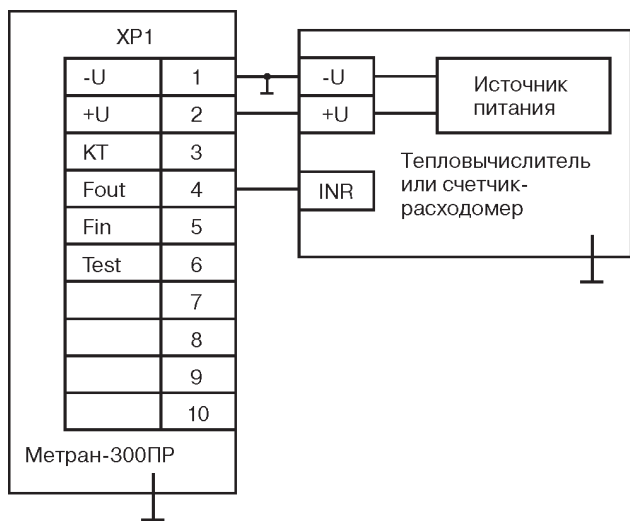 XP1
-U 1
+U 2
KT 3
Fout 4
Fin 5
Test 6
7
8
9
10
Метран-300ПР
-U
+U
INR
Источник
питания
Тепловычислитель
или счетчик-
расходомер